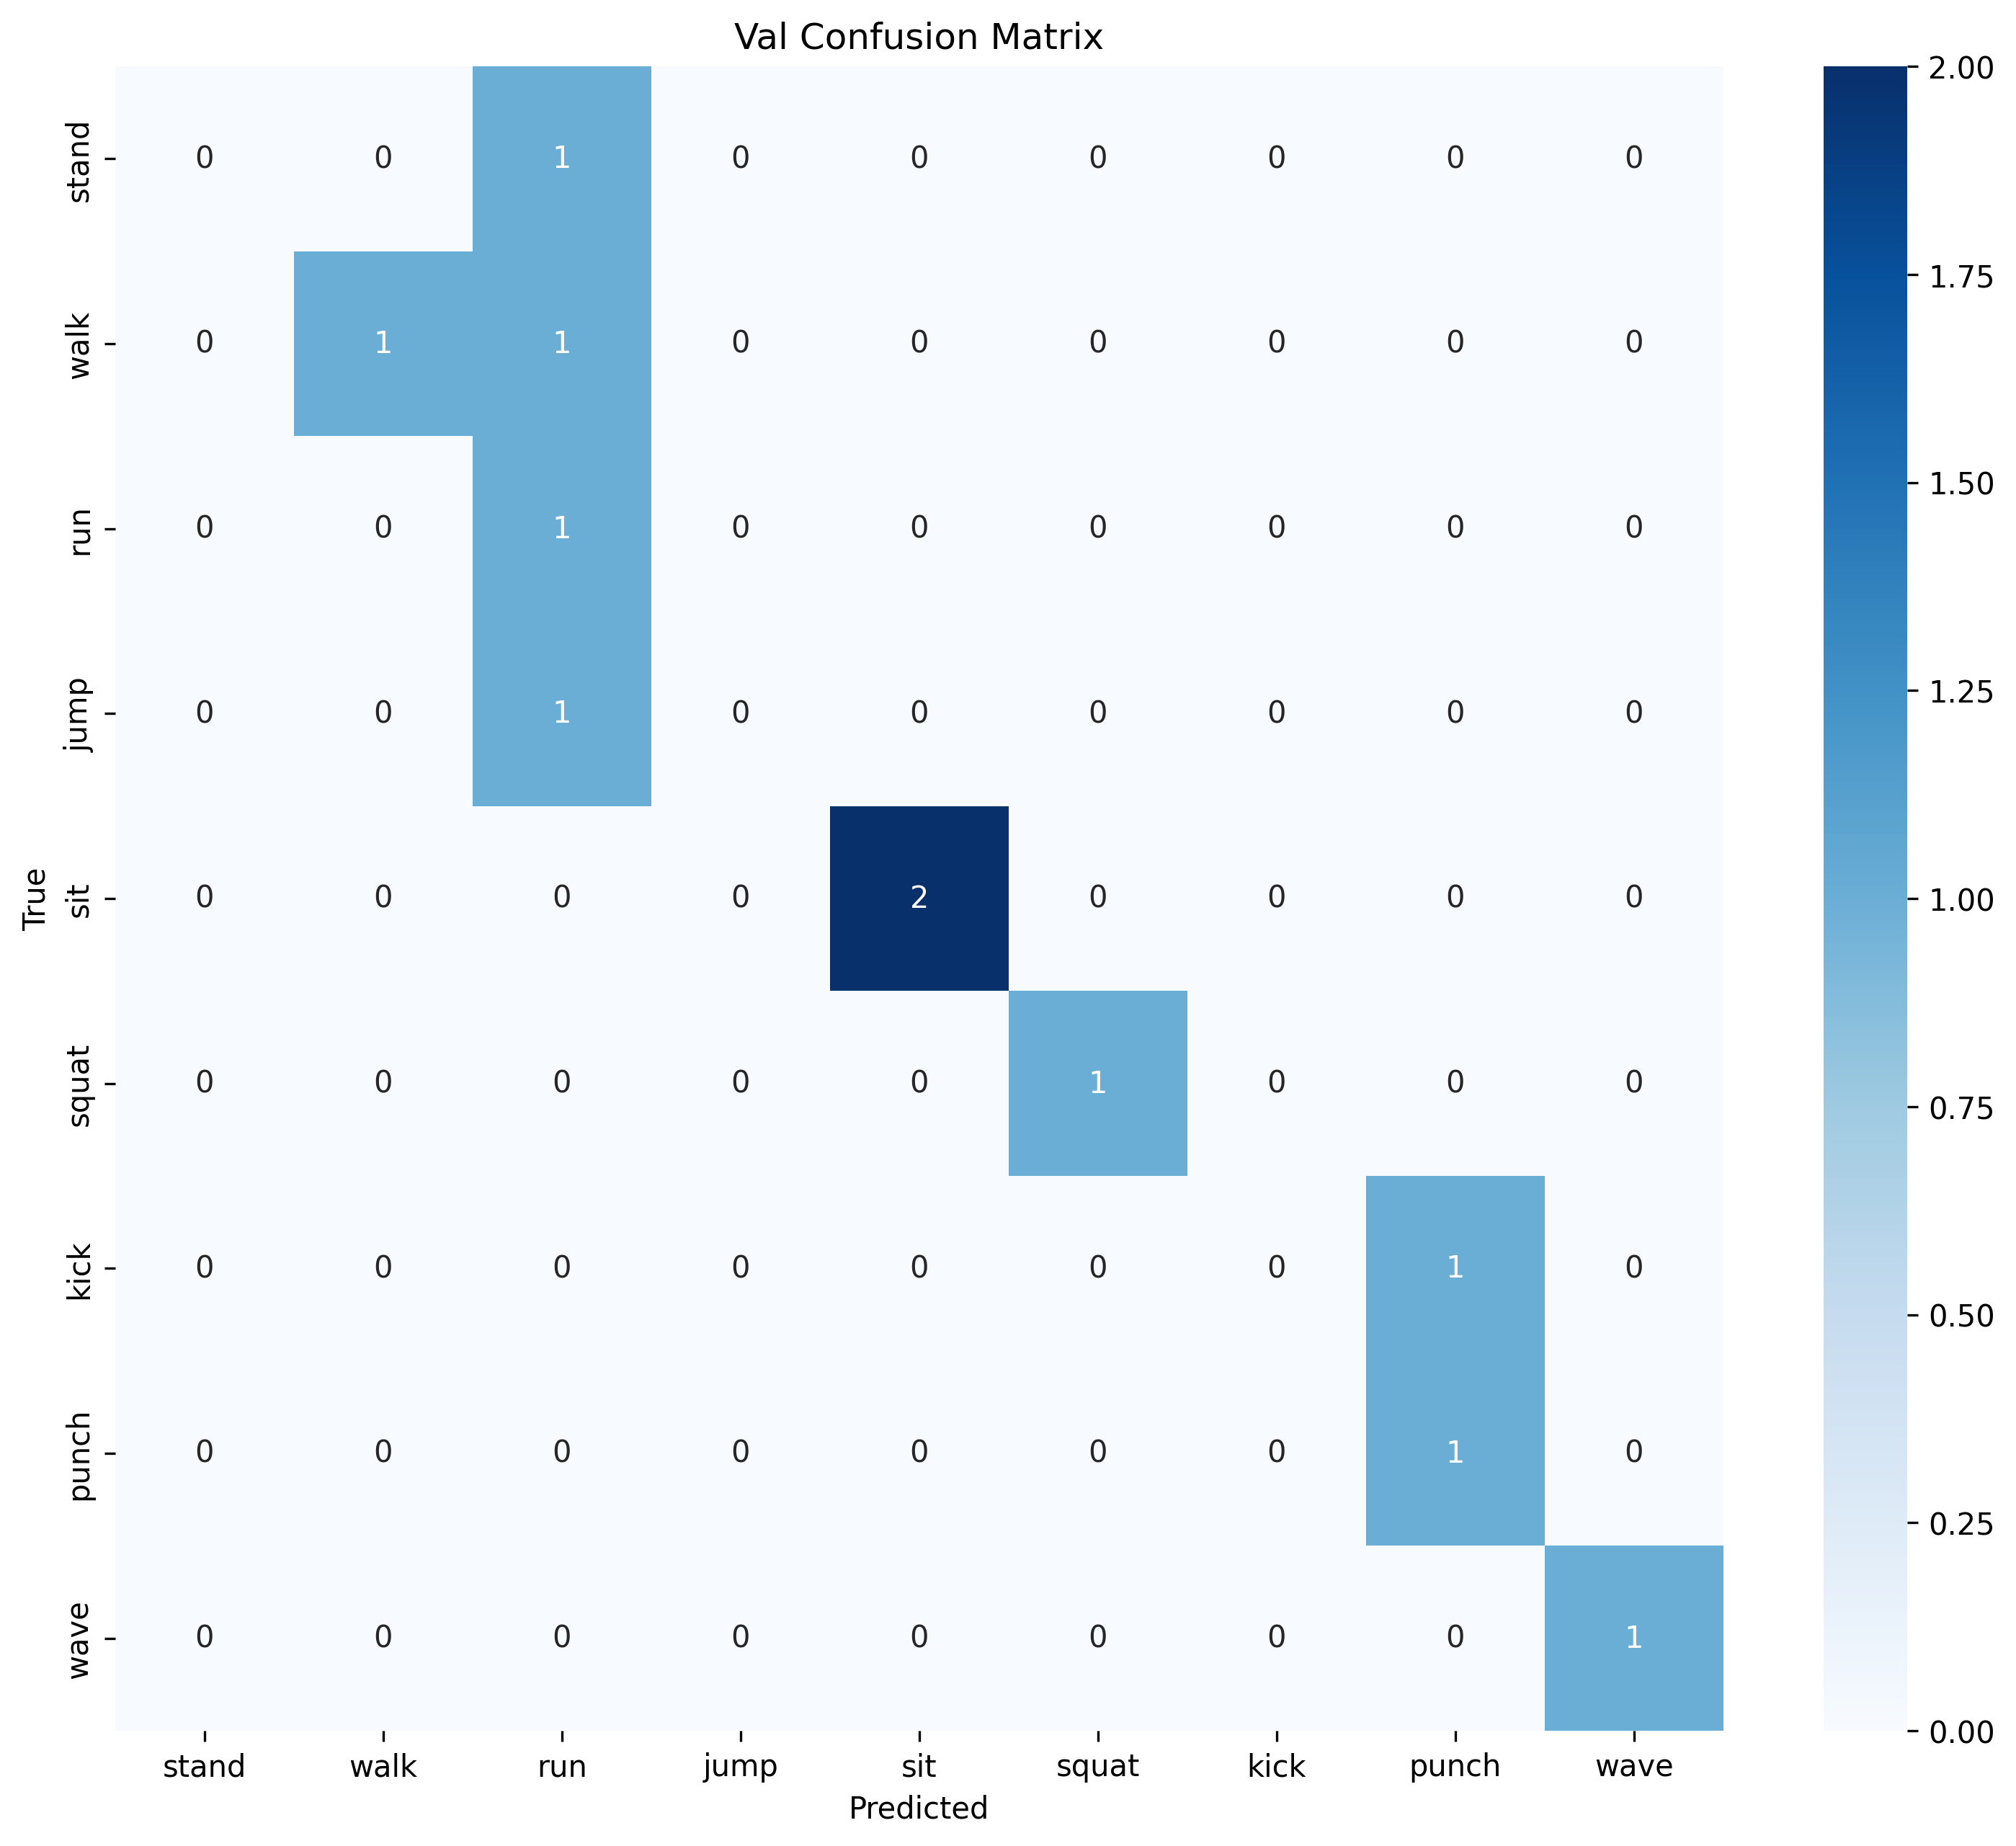 Val Confusion Matrix
True
stand 0 0 1 0 0 0 0 0 0
walk 0 1 1 0 0 0 0 0 0
run 0 0 1 0 0 0 0 0 0
jump 0 0 1 0 0 0 0 0 0
sit 0 0 0 0 2 0 0 0 0
squat 0 0 0 0 0 1 0 0 0
kick 0 0 0 0 0 0 0 1 0
punch 0 0 0 0 0 0 0 1 0
wave 0 0 0 0 0 0 0 0 1
stand walk run jump sit squat kick punch wave
Predicted
2.00
1.75
1.50
1.25
1.00
0.75
0.50
0.25
0.00